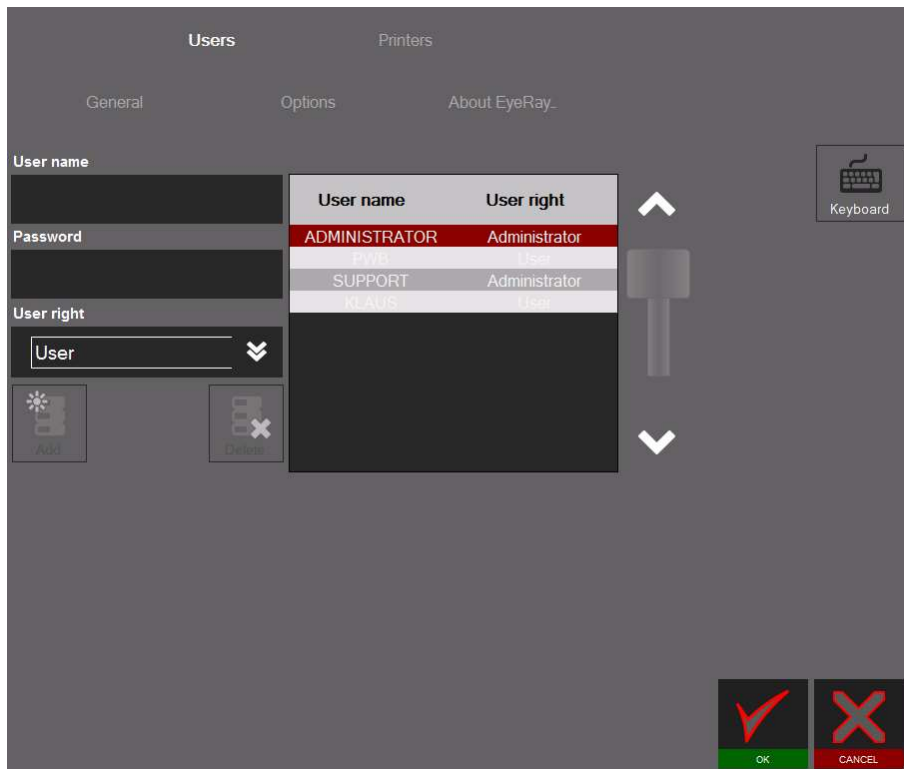 Users Printers
General Options About EyeRay..
User name
User name User right
Keyboard
Password
ADMINISTRATOR Administrator
PWB User
SUPPORT Administrator
KLAUS User
User right
User
Add Delete
OK CANCEL